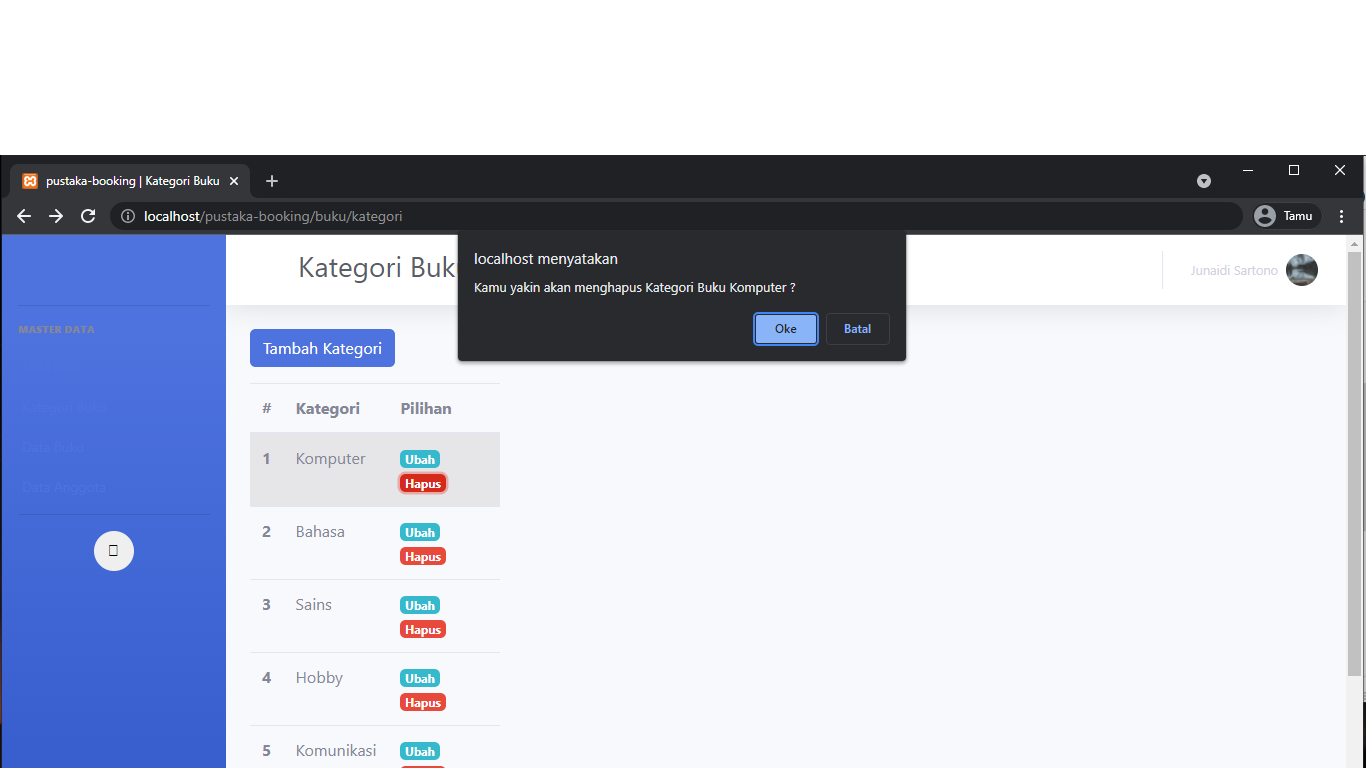 pustaka-booking | Kategori Buku
localhost/pustaka-booking/buku/kategori
Tamu
Kategori Buku
localhost menyatakan
Kamu yakin akan menghapus Kategori Buku Komputer ?
Oke Batal
Junaidi Sartono
MASTER DATA
Data Buku
Data Anggota
Tambah Kategori
# Kategori Pilihan
1 Komputer Ubah
Hapus
2 Bahasa Ubah
Hapus
3 Sains Ubah
Hapus
4 Hobby Ubah
Hapus
5 Komunikasi Ubah